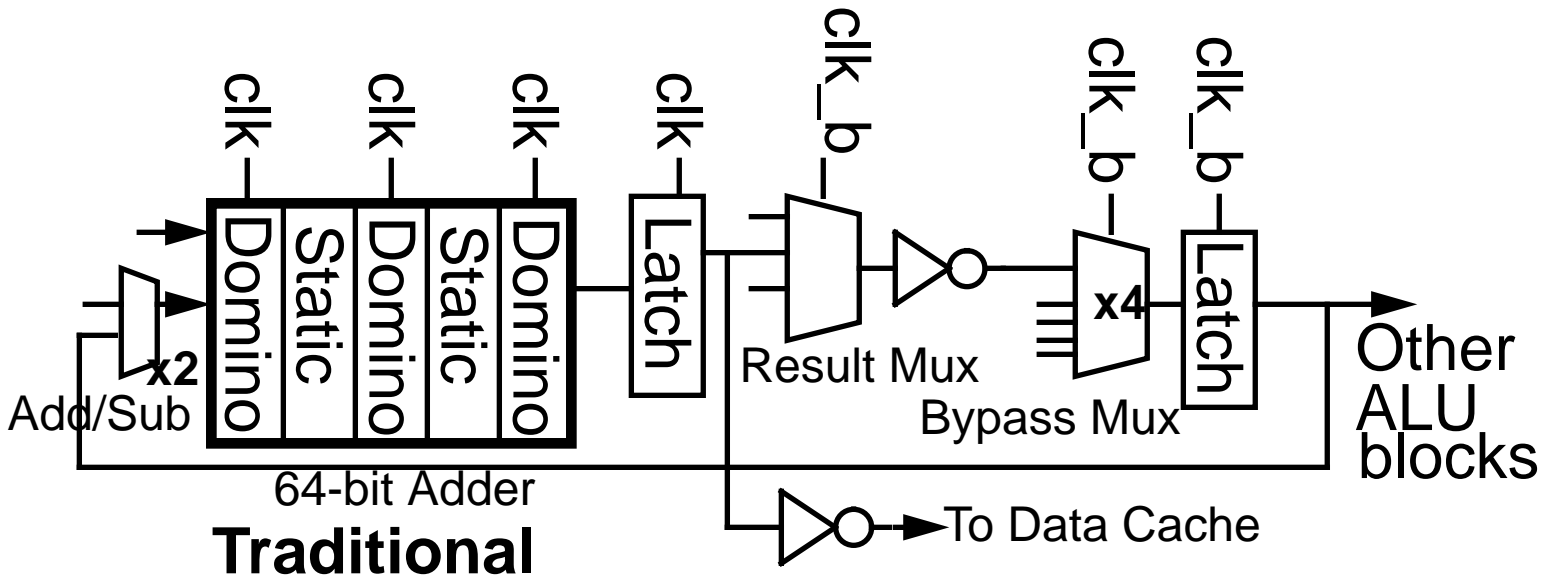 clk
clk
clk
clk
clk_b
clk_b
clk_b
Domino
Static
Domino
Static
Domino
Latch
x4
Latch
x2
Add/Sub
Result Mux
Bypass Mux
Other
ALU
blocks
64-bit Adder
To Data Cache
Traditional